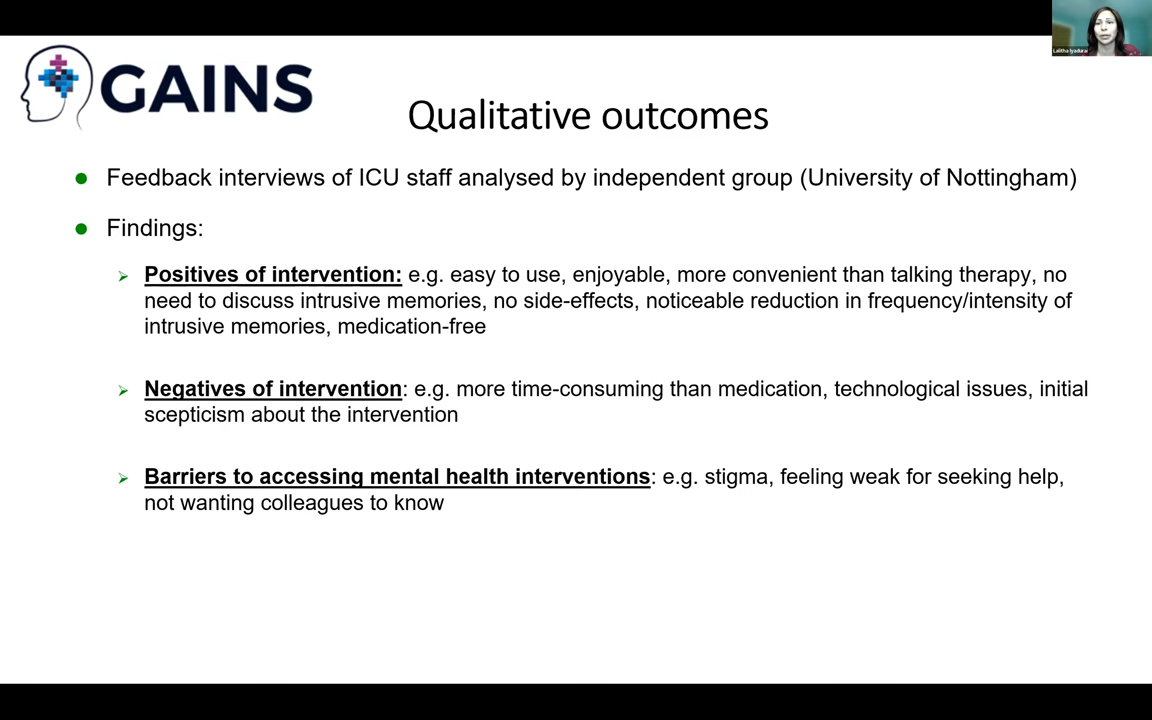 Lalitha Iyadurai
GAINS
Qualitative outcomes
Feedback interviews of ICU staff analysed by independent group (University of Nottingham)
Findings:
Positives of intervention: e.g. easy to use, enjoyable, more convenient than talking therapy, no
need to discuss intrusive memories, no side-effects, noticeable reduction in frequency/intensity of
intrusive memories, medication-free
Negatives of intervention: e.g. more time-consuming than medication, technological issues, initial
scepticism about the intervention
Barriers to accessing mental health interventions: e.g. stigma, feeling weak for seeking help,
not wanting colleagues to know